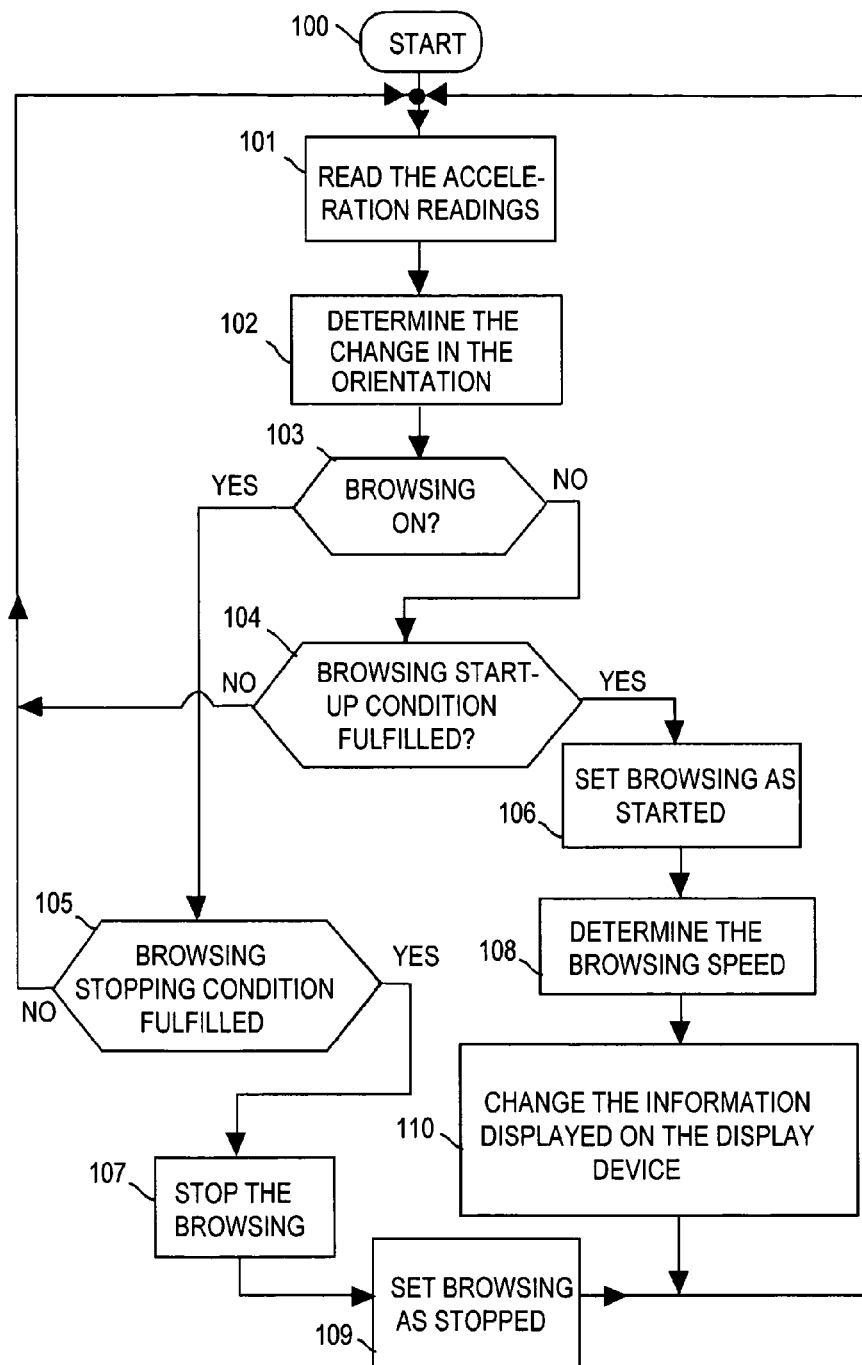 100
START
101
READ THE ACCELE-
RATION READINGS
102
DETERMINE THE
CHANGE IN THE
ORIENTATION
103
YES
NO
BROWSING
ON?
104
NO
BROWSING START-
UP CONDITION
FULFILLED?
YES
SET BROWSING AS
STARTED
106
105
BROWSING
STOPPING CONDITION
FULFILLED
YES
NO
DETERMINE THE
BROWSING SPEED
108
CHANGE THE INFORMATION
DISPLAYED ON THE DISPLAY
DEVICE
110
107
STOP THE
BROWSING
SET BROWSING
AS STOPPED
109